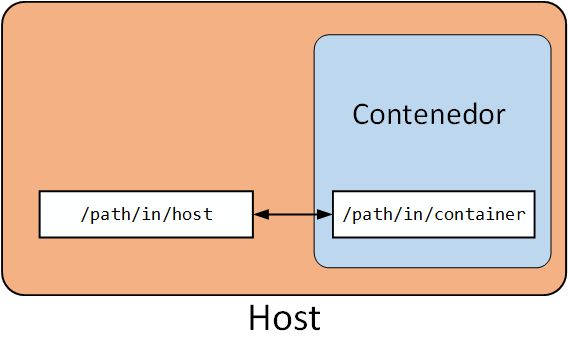 Contenedor
/path/in/host
/path/in/container
Host